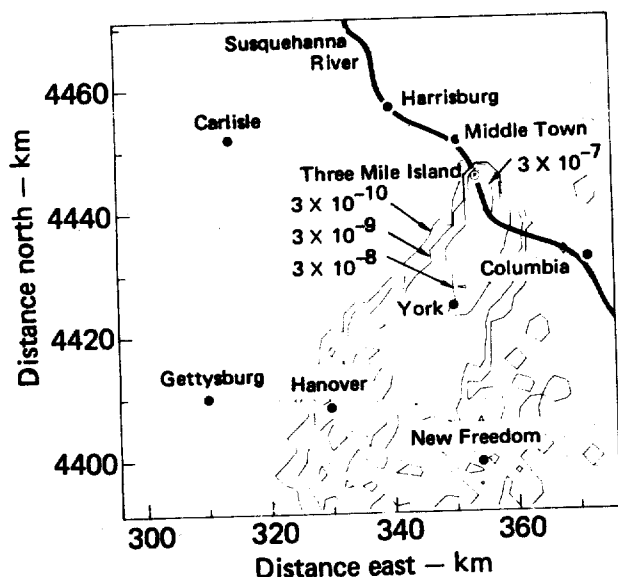 Susquehanna
River
4460
Harrisburg
Carlisle
Middle Town
Three Mile Island
3 X 10⁻⁷
3 X 10⁻¹⁰
4440
3 X 10⁻⁹
3 X 10⁻⁸
Columbia
York
4420
Gettysburg
Hanover
New Freedom
4400
Distance north — km
300
320
340
360
Distance east — km